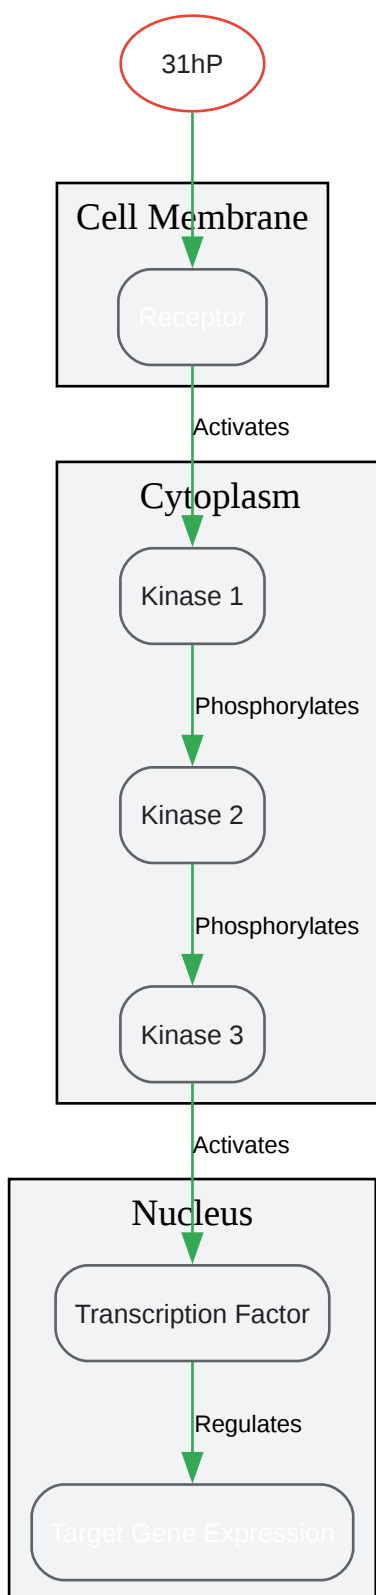 31hP
Cell Membrane
Receptor
Activates
Cytoplasm
Kinase 1
Phosphorylates
Kinase 2
Phosphorylates
Kinase 3
Activates
Nucleus
Transcription Factor
Regulates
Target Gene Expression